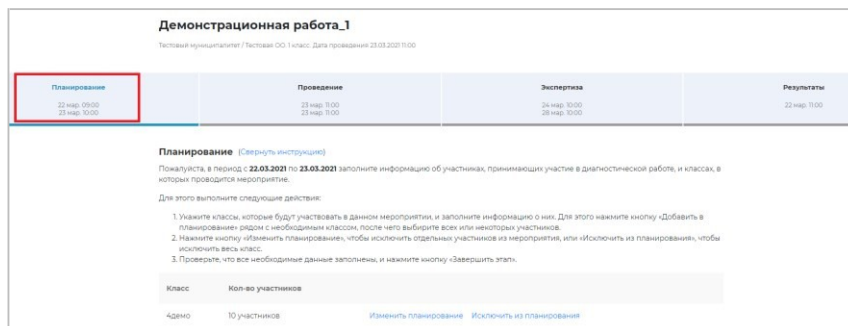 Демонстрационная работа_1
Тестовый муниципалитет / Тестовая ОО. 1 класс. Дата проведения 23.03.2021 11:00
Планирование Проведение Экспертиза Результаты
22 мар. 09:00 23 мар. 11:00 24 мар. 10:00 22 мар. 11:00
23 мар. 10:00 23 мар. 11:00 28 мар. 10:00
Планирование (Свернуть инструкцию)
Пожалуйста, в период с 22.03.2021 по 23.03.2021 заполните информацию об участниках, принимающих участие в диагностической работе, и классах, в
которых проводится мероприятие.
Для этого выполните следующие действия:
1. Укажите классы, которые будут участвовать в данном мероприятии, и заполните информацию о них. Для этого нажмите кнопку «Добавить в
планирование» рядом с необходимым классом, после чего выбирите всех или некоторых участников.
2. Нажмите кнопку «Изменить планирование», чтобы исключить отдельных участников из мероприятия, или «Исключить из планирования», чтобы
исключить весь класс.
3. Проверьте, что все необходимые данные заполнены, и нажмите кнопку «Завершить этап».
Класс Кол-во участников
4демо 10 участников Изменить планирование Исключить из планирования